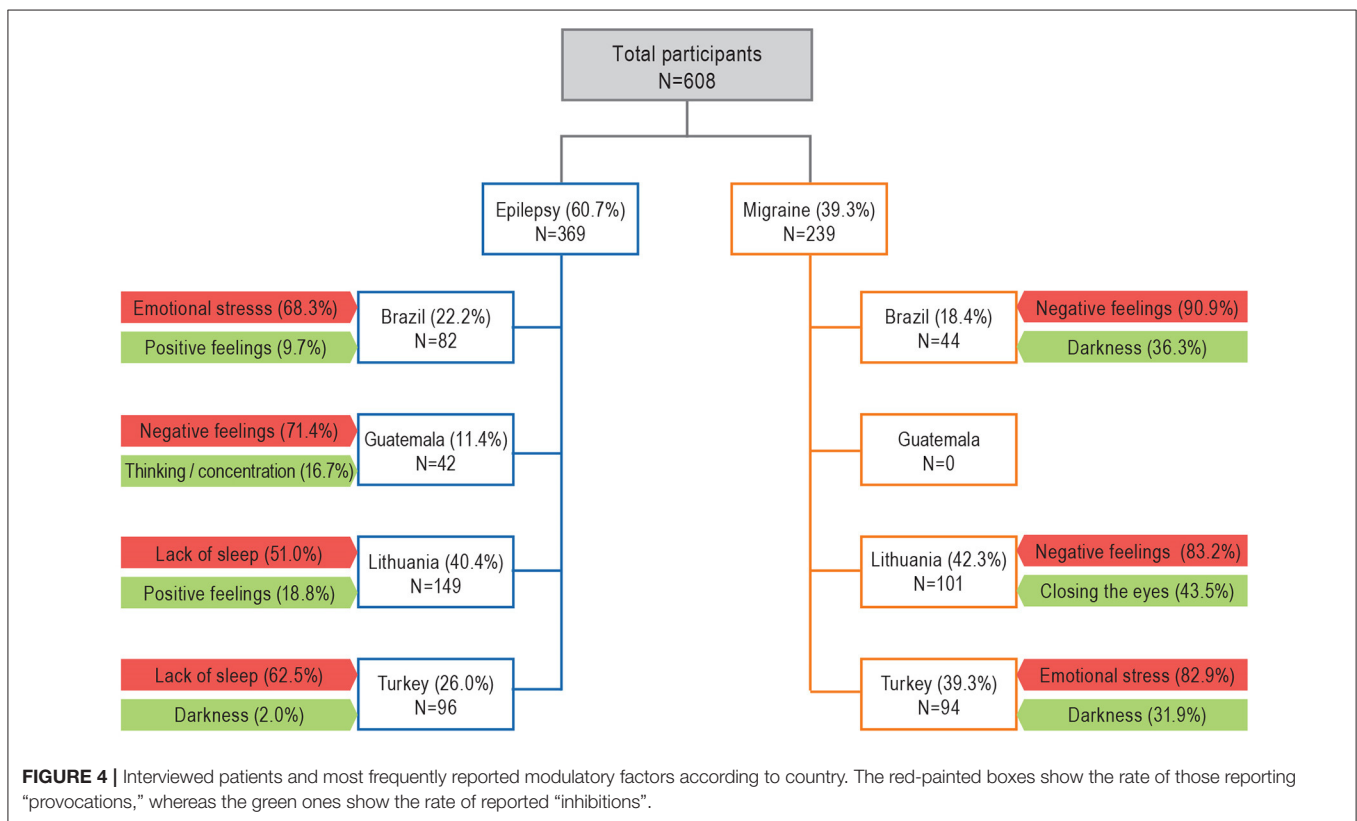 Total participants
N=608
Epilepsy (60.7%)
N=369
Migraine (39.3%)
N=239
Emotional stresss (68.3%)
Positive feelings (9.7%)
Brazil (22.2%)
N=82
Brazil (18.4%)
N=44
Negative feelings (90.9%)
Darkness (36.3%)
Negative feelings (71.4%)
Thinking / concentration (16.7%)
Guatemala (11.4%)
N=42
Guatemala
N=0
Lack of sleep (51.0%)
Positive feelings (18.8%)
Lithuania (40.4%)
N=149
Lithuania (42.3%)
N=101
Negative feelings (83.2%)
Closing the eyes (43.5%)
Lack of sleep (62.5%)
Darkness (2.0%)
Turkey (26.0%)
N=96
Turkey (39.3%)
N=94
Emotional stress (82.9%)
Darkness (31.9%)
FIGURE 4 | Interviewed patients and most frequently reported modulatory factors according to country. The red-painted boxes show the rate of those reporting
“provocations,” whereas the green ones show the rate of reported “inhibitions”.